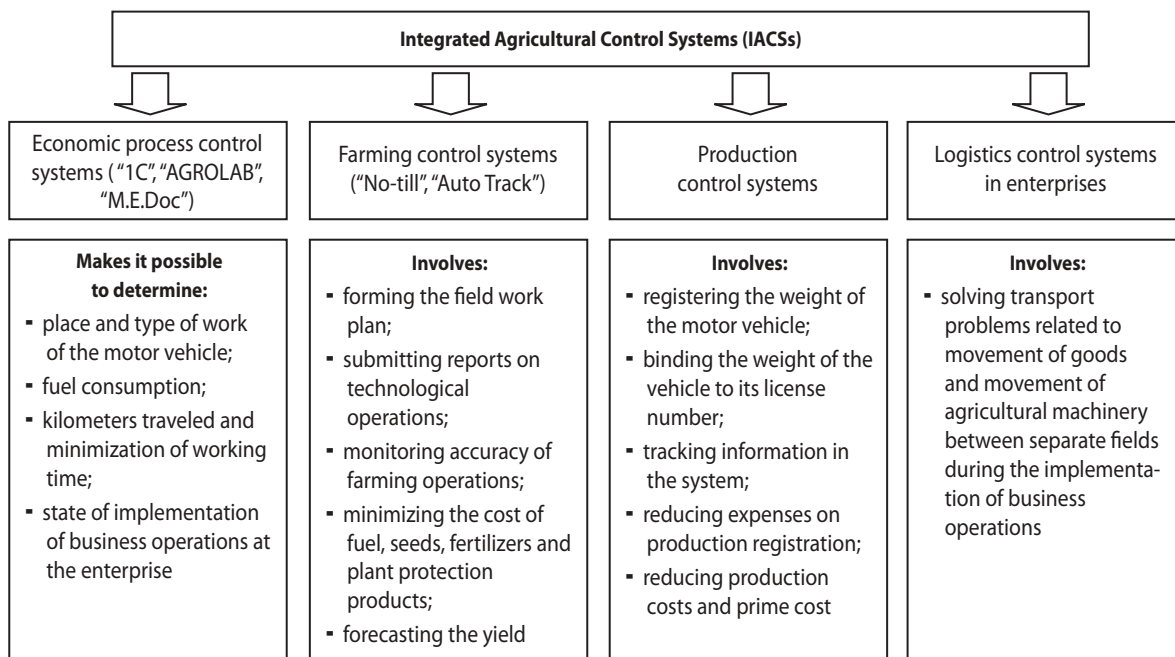 Integrated Agricultural Control Systems (IACSs)
Economic process control
systems ( “1C”, “AGROLAB”,
“M.E.Doc”)
Farming control systems
(“No-till”, “Auto Track”)
Production
control systems
Logistics control systems
in enterprises
Makes it possible
to determine:
- place and type of work
of the motor vehicle;
- fuel consumption;
- kilometers traveled and
minimization of working
time;
- state of implementation
of business operations at
the enterprise
Involves:
- forming the field work
plan;
- submitting reports on
technological
operations;
- monitoring accuracy of
farming operations;
- minimizing the cost of
fuel, seeds, fertilizers and
plant protection
products;
- forecasting the yield
Involves:
- registering the weight of
the motor vehicle;
- binding the weight of the
vehicle to its license
number;
- tracking information in
the system;
- reducing expenses on
production registration;
- reducing production
costs and prime cost
Involves:
- solving transport
problems related to
movement of goods
and movement of
agricultural machinery
between separate fields
during the implementa-
tion of business
operations